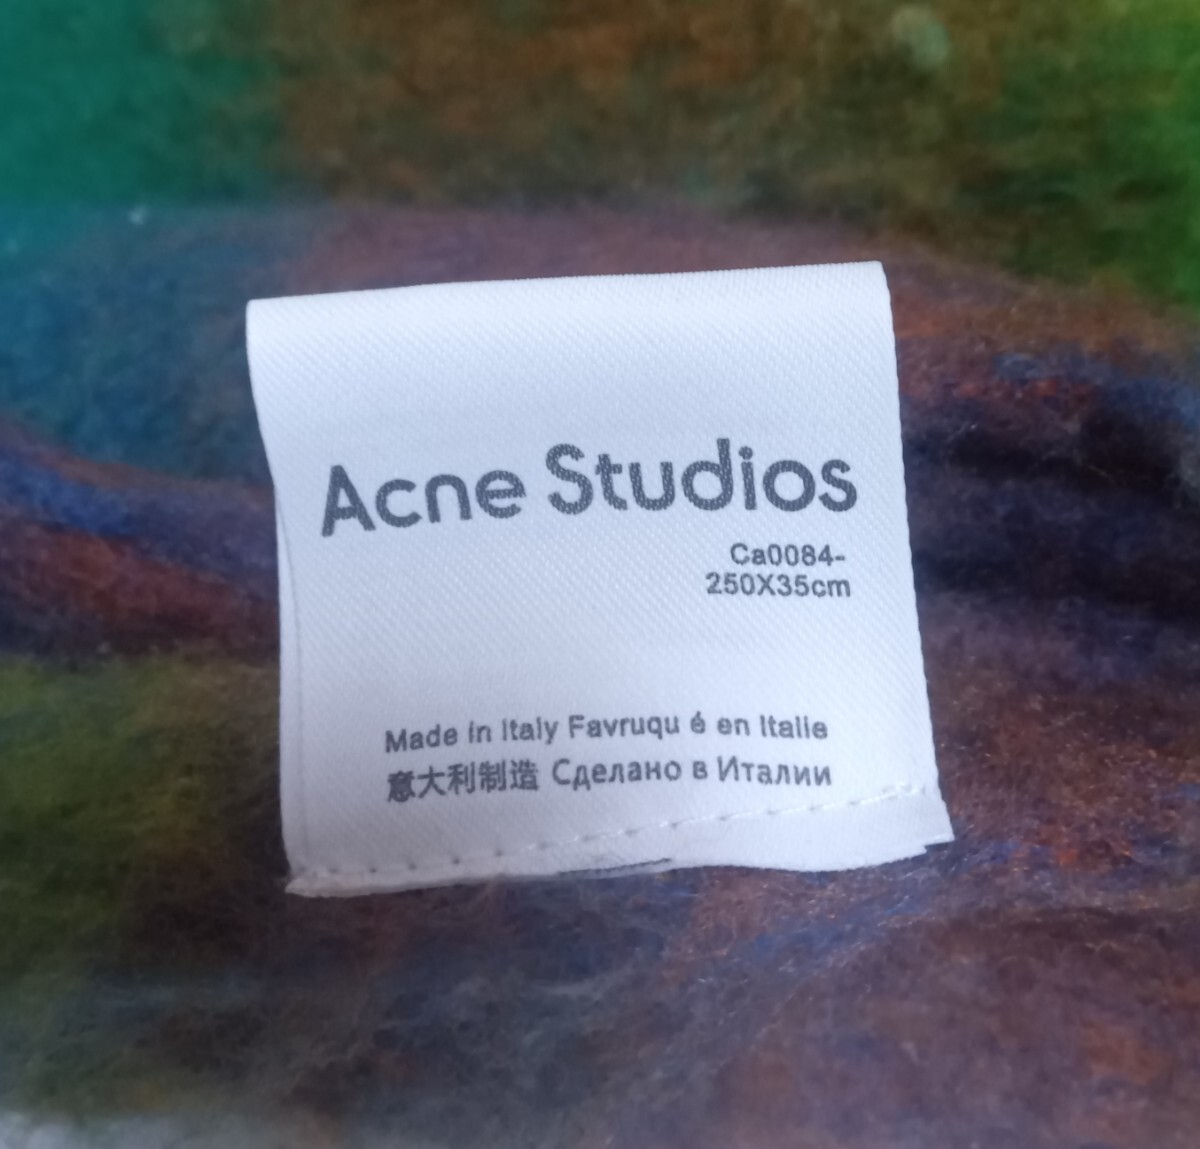 Acne Studios
Ca0084-
250X35cm
Made in Italy Favruqu é en Italie
意大利制造 Сделано в Италии